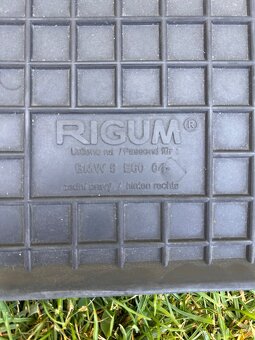 RIGUM®
Určeno na: / Passend für:
BMW 5 E60 04-
zadní pravý / hinten rechts